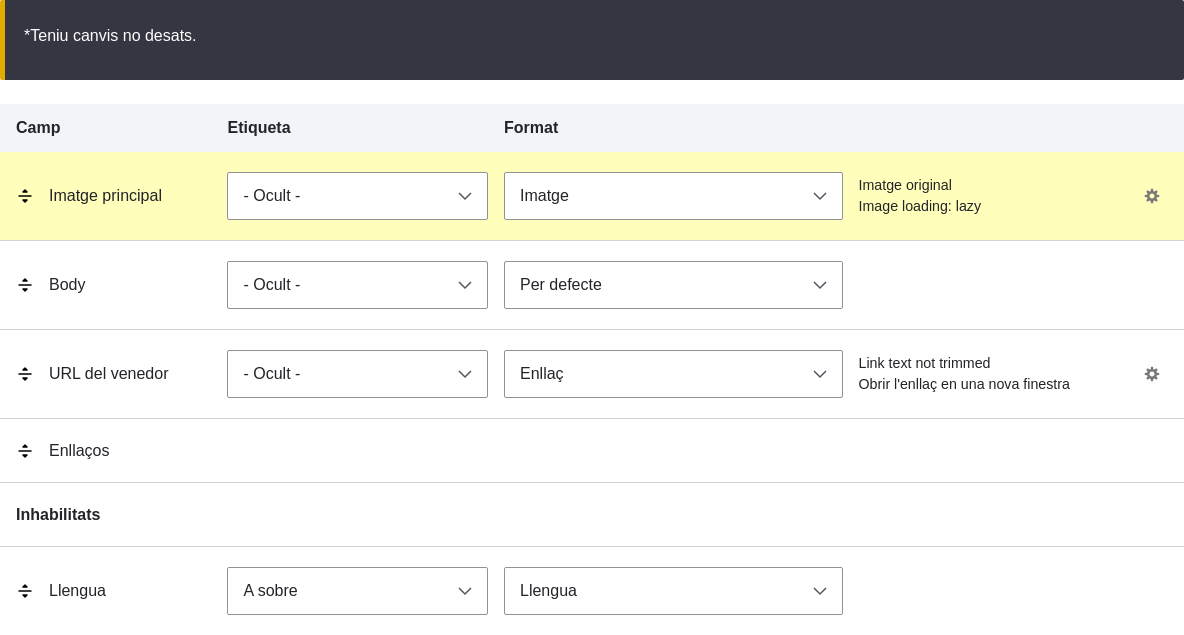 *Teniu canvis no desats.
Camp Etiqueta Format
Imatge principal - Ocult - Imatge Imatge original
Image loading: lazy
Body - Ocult - Per defecte
URL del venedor - Ocult - Enllaç Link text not trimmed
Obrir l'enllaç en una nova finestra
Enllaços
Inhabilitats
Llengua A sobre Llengua